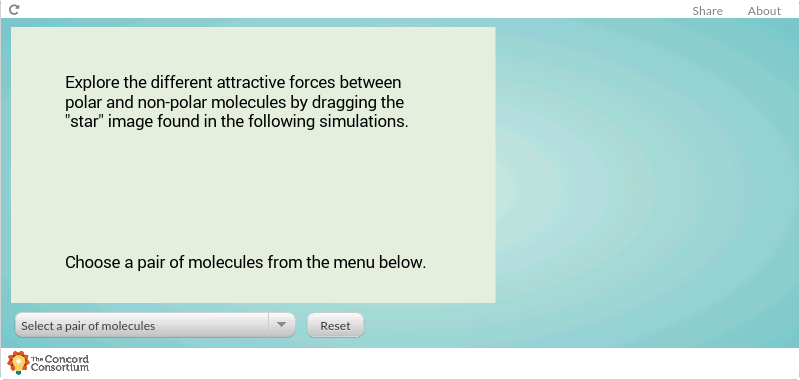 Share About
Explore the different attractive forces between
polar and non-polar molecules by dragging the
"star" image found in the following simulations.
Choose a pair of molecules from the menu below.
Select a pair of molecules
Reset
The Concord
Consortium